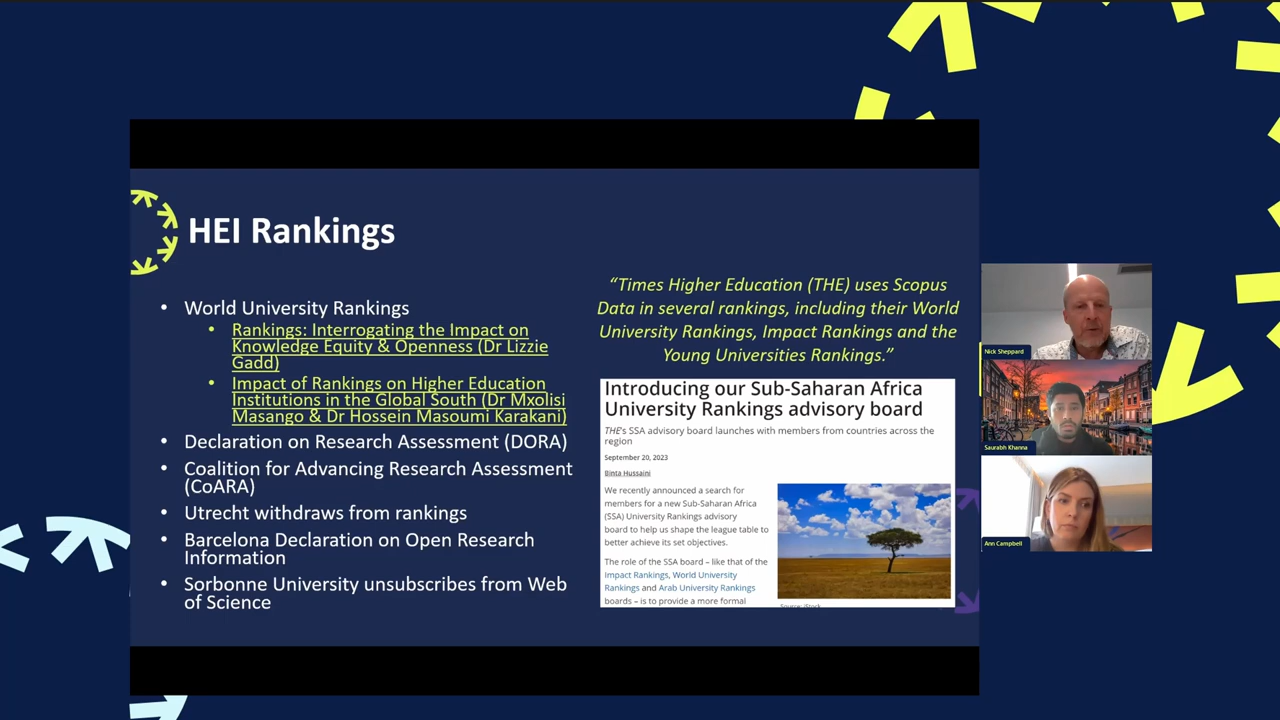 HEI Rankings
• World University Rankings
• Rankings: Interrogating the Impact on
Knowledge Equity & Openness (Dr Lizzie
Gadd)
• Impact of Rankings on Higher Education
Institutions in the Global South (Dr Mxolisi
Masango & Dr Hossein Masoumi Karakani)
• Declaration on Research Assessment (DORA)
• Coalition for Advancing Research Assessment
(CoARA)
• Utrecht withdraws from rankings
• Barcelona Declaration on Open Research
Information
• Sorbonne University unsubscribes from Web
of Science
“Times Higher Education (THE) uses Scopus
Data in several rankings, including their World
University Rankings, Impact Rankings and the
Young Universities Rankings.”
Introducing our Sub-Saharan Africa
University Rankings advisory board
THE's SSA advisory board launches with members from countries across the
region
September 20, 2023
Binta Hussaini
We recently announced a search for
members for a new Sub-Saharan Africa
(SSA) University Rankings advisory
board to help us shape the league table to
better achieve its set objectives.
The role of the SSA board – like that of the
Impact Rankings, World University
Rankings and Arab University Rankings
boards – is to provide a more formal
Source: iStock
Nick Sheppard
Saurabh Khanna
Ann Campbell